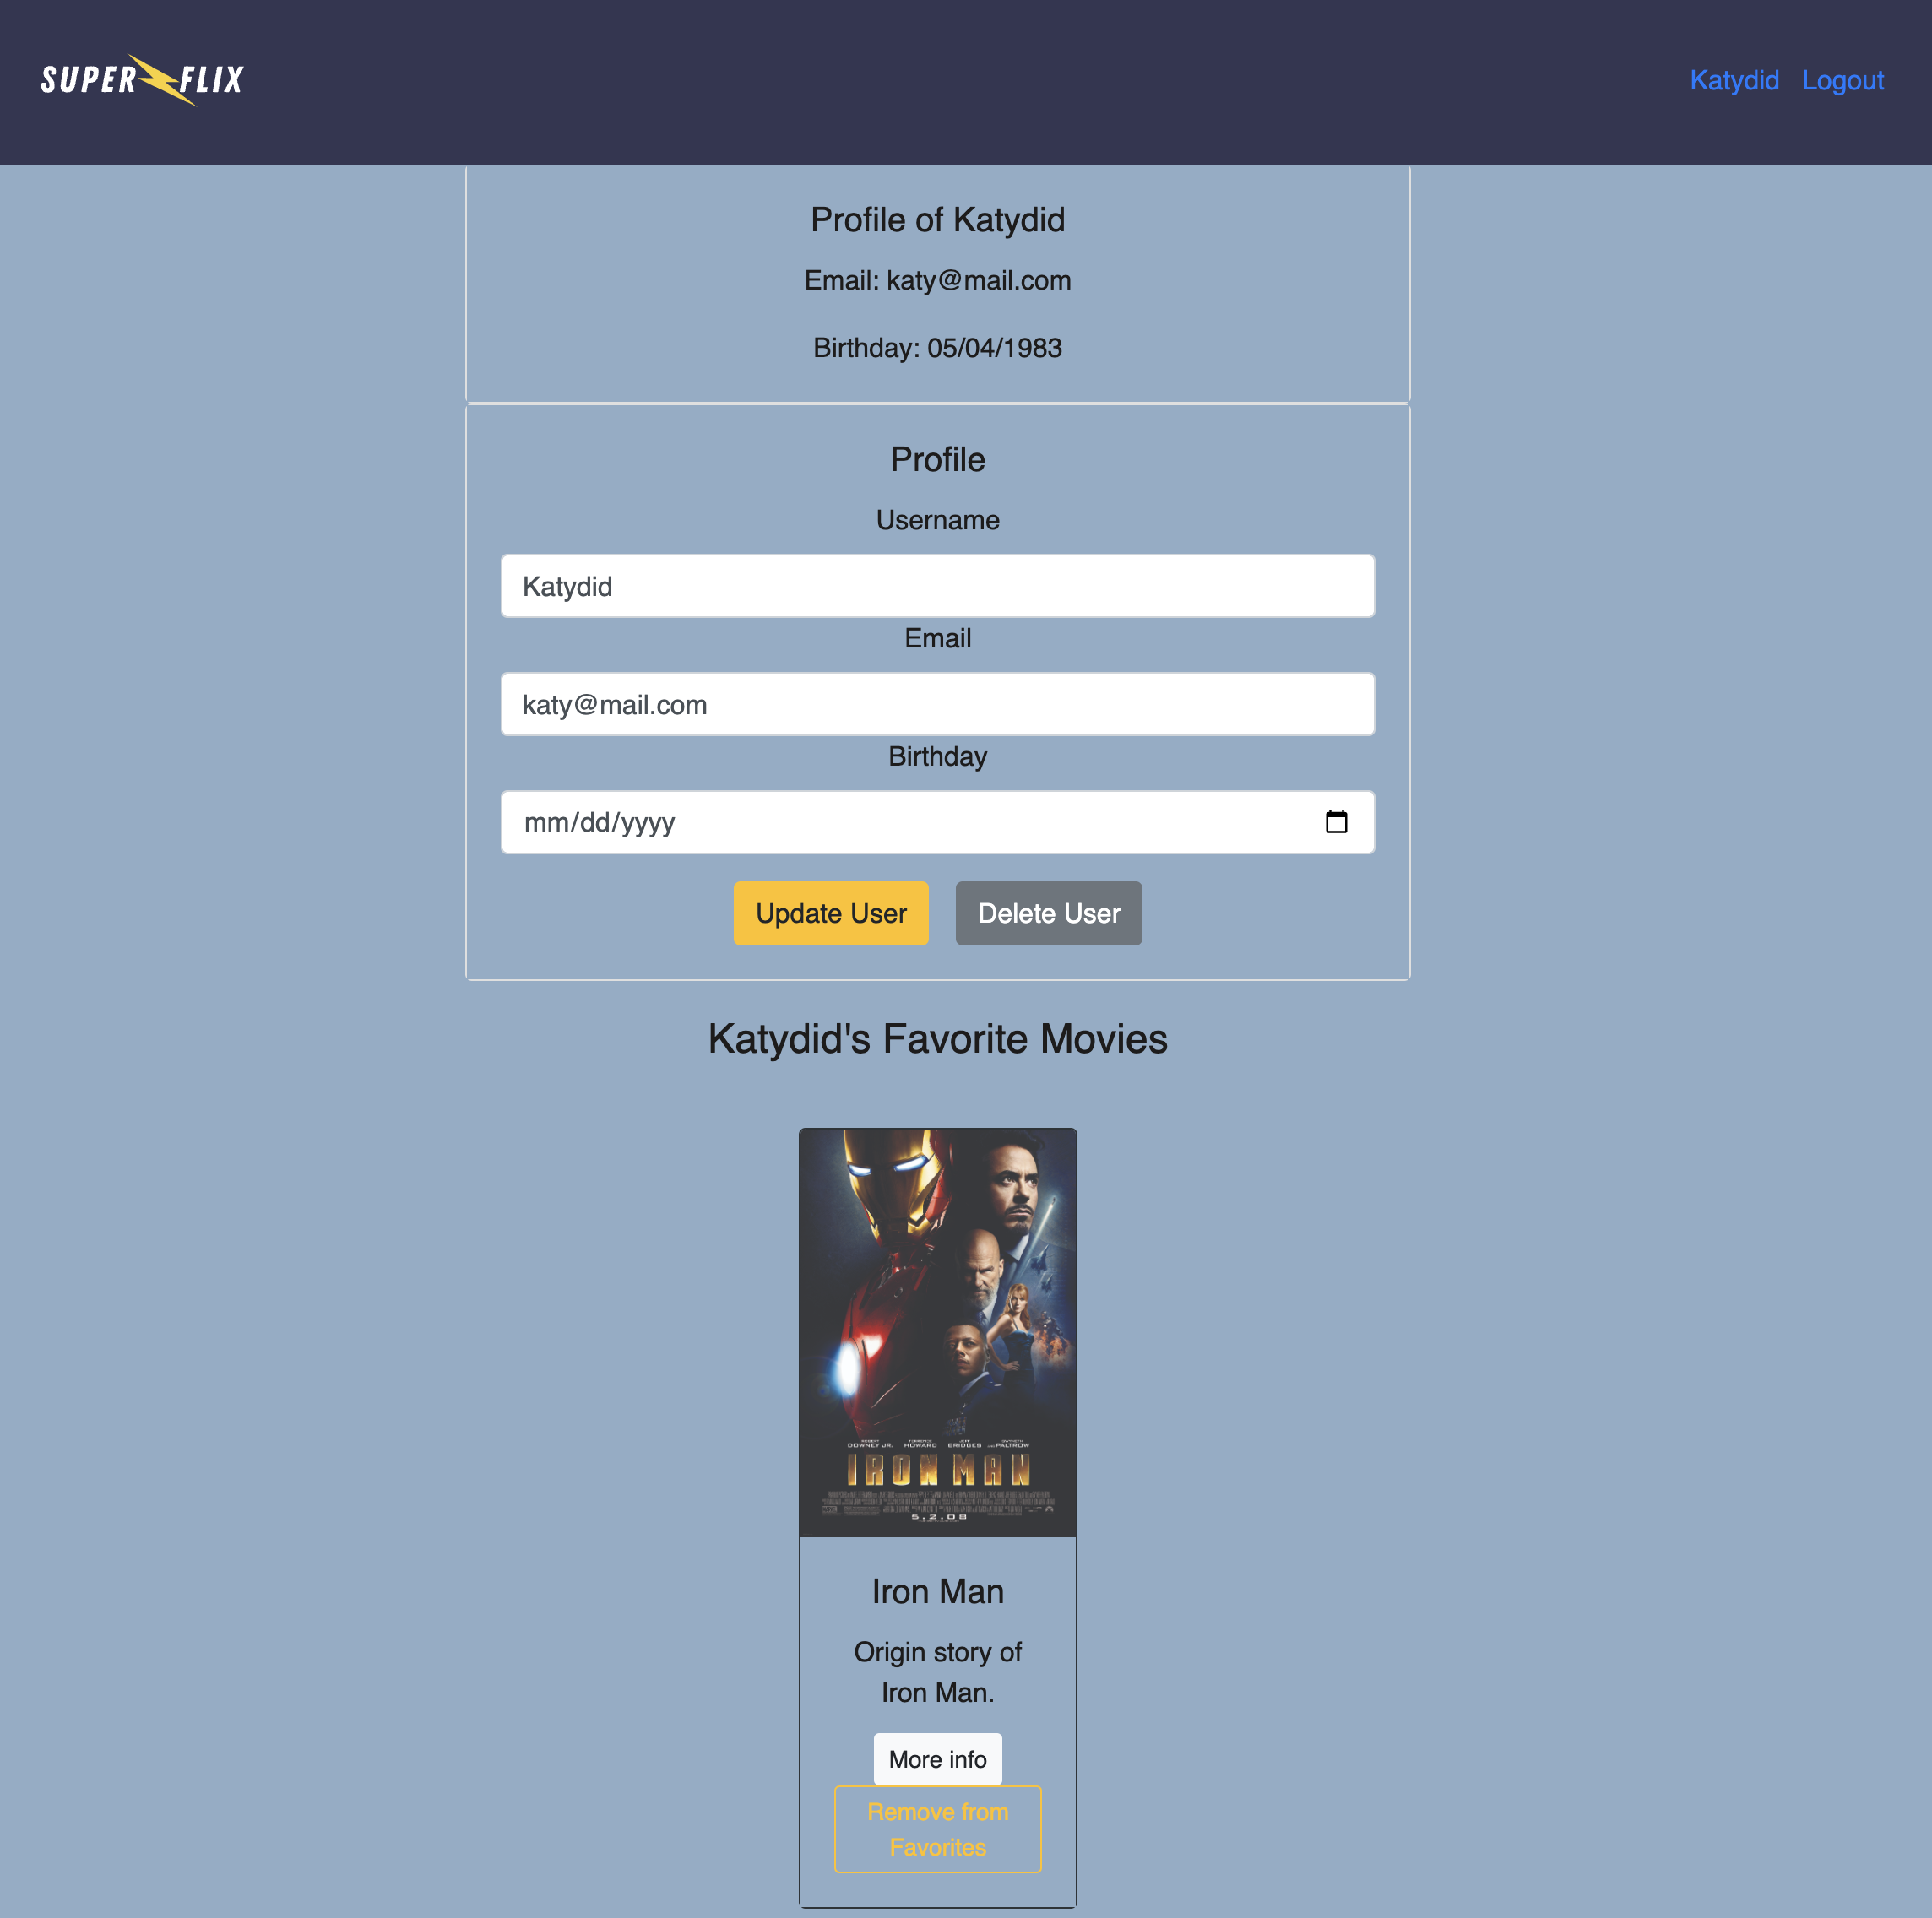 SUPER FLIX
Katydid Logout
Profile of Katydid
Email: katy@mail.com
Birthday: 05/04/1983
Profile
Username
Katydid
Email
katy@mail.com
Birthday
mm/dd/yyyy
Update User Delete User
Katydid's Favorite Movies
DOWNEY JR. HOWARD BRIDGES PALTROW
IRON MAN
5.2.08
Iron Man
Origin story of
Iron Man.
More info
Remove from
Favorites